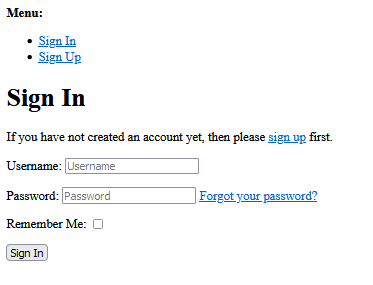 Menu:
Sign In
Sign Up
Sign In
If you have not created an account yet, then please sign up first.
Username: Username
Password: Password Forgot your password?
Remember Me:
Sign In